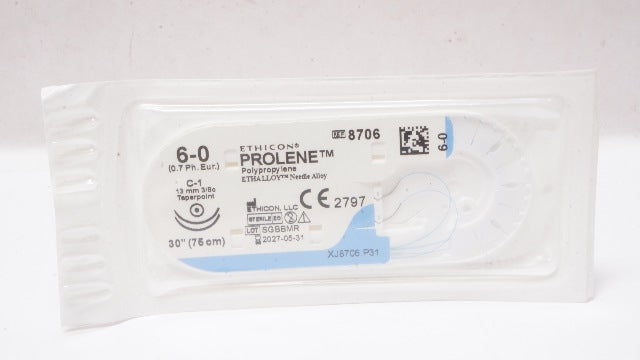 REF 8706
6-0
ETHICON®
6-0
(0.7 Ph. Eur.)
PROLENE™
Polypropylene
ETHALLOY™ Needle Alloy
C-1
13 mm 3/8c
Taperpoint
30" (75 cm)
ETHICON, LLC
CE 2797
STERILE EO
LOT SGBBMR
2027-05-31
XJ8706 P31